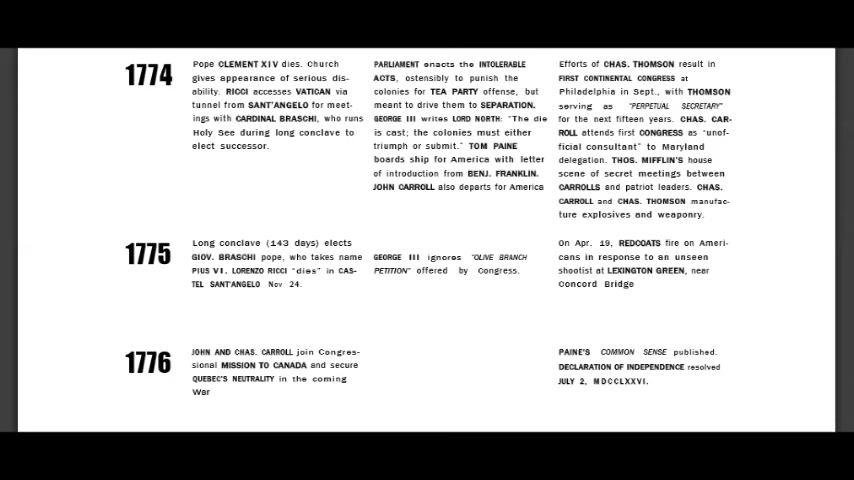 1774
Pope CLEMENT XIV dies. Church
gives appearance of serious dis-
ability. RICCI accesses VATICAN via
tunnel from SANT'ANGELO for meet-
ings with CARDINAL BRASCHI, who runs
Holy See during long conclave to
elect successor.
PARLIAMENT enacts the INTOLERABLE
ACTS, ostensibly to punish the
colonies for TEA PARTY offense, but
meant to drive them to SEPARATION.
GEORGE III writes LORD NORTH: "The die
is cast; the colonies must either
triumph or submit." TOM PAINE
boards ship for America with letter
of introduction from BENJ. FRANKLIN.
JOHN CARROLL also departs for America
Efforts of CHAS. THOMSON result in
FIRST CONTINENTAL CONGRESS at
Philadelphia in Sept., with THOMSON
serving as "PERPETUAL SECRETARY"
for the next fifteen years. CHAS. CAR-
ROLL attends first CONGRESS as "unof-
ficial consultant" to Maryland
delegation. THOS. MIFFLIN'S house
scene of secret meetings between
CARROLLS and patriot leaders. CHAS.
CARROLL and CHAS. THOMSON manufac-
ture explosives and weaponry.
1775
Long conclave (143 days) elects
GIOV. BRASCHI pope, who takes name
PIUS VI. LORENZO RICCI "dies" in CAS-
TEL SANT'ANGELO Nov 24.
GEORGE III ignores "OLIVE BRANCH
PETITION" offered by Congress.
On Apr. 19, REDCOATS fire on Ameri-
cans in response to an unseen
shootist at LEXINGTON GREEN, near
Concord Bridge
1776
JOHN AND CHAS. CARROLL join Congres-
sional MISSION TO CANADA and secure
QUEBEC'S NEUTRALITY in the coming
War
PAINE'S COMMON SENSE published.
DECLARATION OF INDEPENDENCE resolved
JULY 2, MDCCLXXVI.